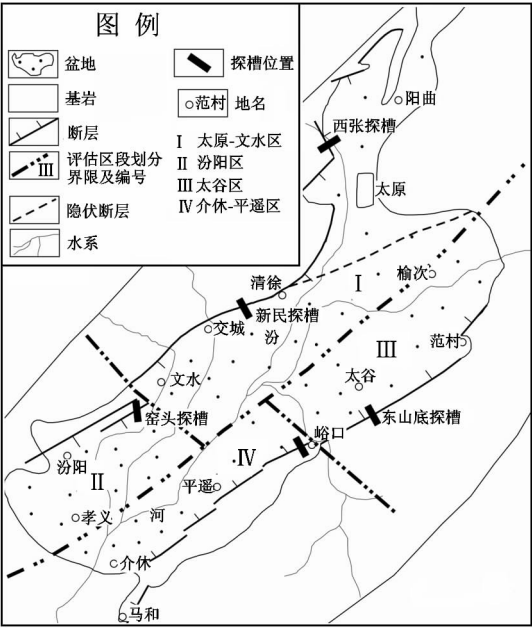 图 例
盆地
基岩
断层
III
评估区段划分
界限及编号
隐伏断层
水系
探槽位置
范村
地名
I 太原-文水区
II 汾阳区
III 太谷区
IV 介休-平遥区
阳曲
西张探槽
太原
榆次
I
清徐
新民探槽
交城
汾
III
范村
太谷
文水
窑头探槽
东山底探槽
峪口
汾阳
IV
II
平遥
孝义
河
介休
马和